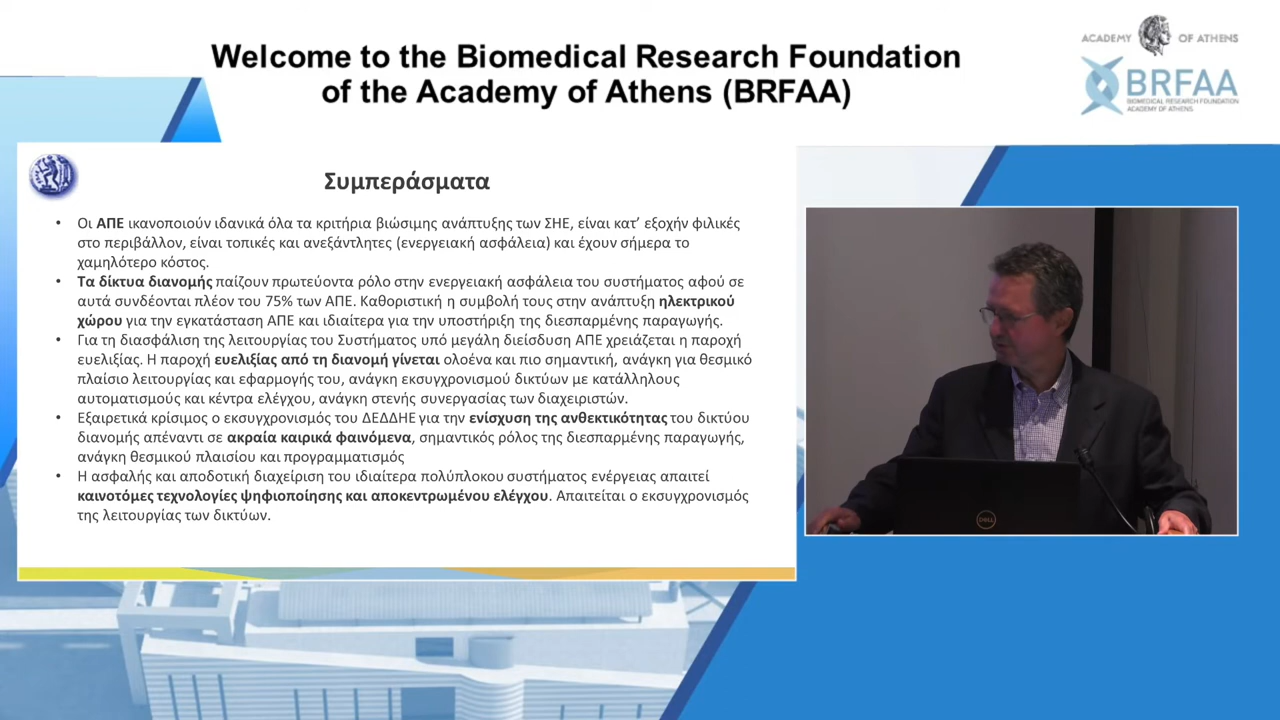 Welcome to the Biomedical Research Foundation
of the Academy of Athens (BRFAA)
ACADEMY OF ATHENS
BRFAA
BIOMEDICAL RESEARCH FOUNDATION
ACADEMY OF ATHENS
Συμπεράσματα
• Οι ΑΠΕ ικανοποιούν ιδανικά όλα τα κριτήρια βιώσιμης ανάπτυξης των ΣΗΕ, είναι κατ’ εξοχήν φιλικές
στο περιβάλλον, είναι τοπικές και ανεξάντλητες (ενεργειακή ασφάλεια) και έχουν σήμερα το
χαμηλότερο κόστος.
• Τα δίκτυα διανομής παίζουν πρωτεύοντα ρόλο στην ενεργειακή ασφάλεια του συστήματος αφού σε
αυτά συνδέονται πλέον του 75% των ΑΠΕ. Καθοριστική η συμβολή τους στην ανάπτυξη ηλεκτρικού
χώρου για την εγκατάσταση ΑΠΕ και ιδιαίτερα για την υποστήριξη της διεσπαρμένης παραγωγής.
• Για τη διασφάλιση της λειτουργίας του Συστήματος υπό μεγάλη διείσδυση ΑΠΕ χρειάζεται η παροχή
ευελιξίας. Η παροχή ευελιξίας από τη διανομή γίνεται ολοένα και πιο σημαντική, ανάγκη για θεσμικό
πλαίσιο λειτουργίας και εφαρμογής του, ανάγκη εκσυγχρονισμού δικτύων με κατάλληλους
αυτοματισμούς και κέντρα ελέγχου, ανάγκη στενής συνεργασίας των διαχειριστών.
• Εξαιρετικά κρίσιμος ο εκσυγχρονισμός του ΔΕΔΔΗΕ για την ενίσχυση της ανθεκτικότητας του δικτύου
διανομής απέναντι σε ακραία καιρικά φαινόμενα, σημαντικός ρόλος της διεσπαρμένης παραγωγής,
ανάγκη θεσμικού πλαισίου και προγραμματισμός
• Η ασφαλής και αποδοτική διαχείριση του ιδιαίτερα πολύπλοκου συστήματος ενέργειας απαιτεί
καινοτόμες τεχνολογίες ψηφιοποίησης και αποκεντρωμένου ελέγχου. Απαιτείται ο εκσυγχρονισμός
της λειτουργίας των δικτύων.
DELL